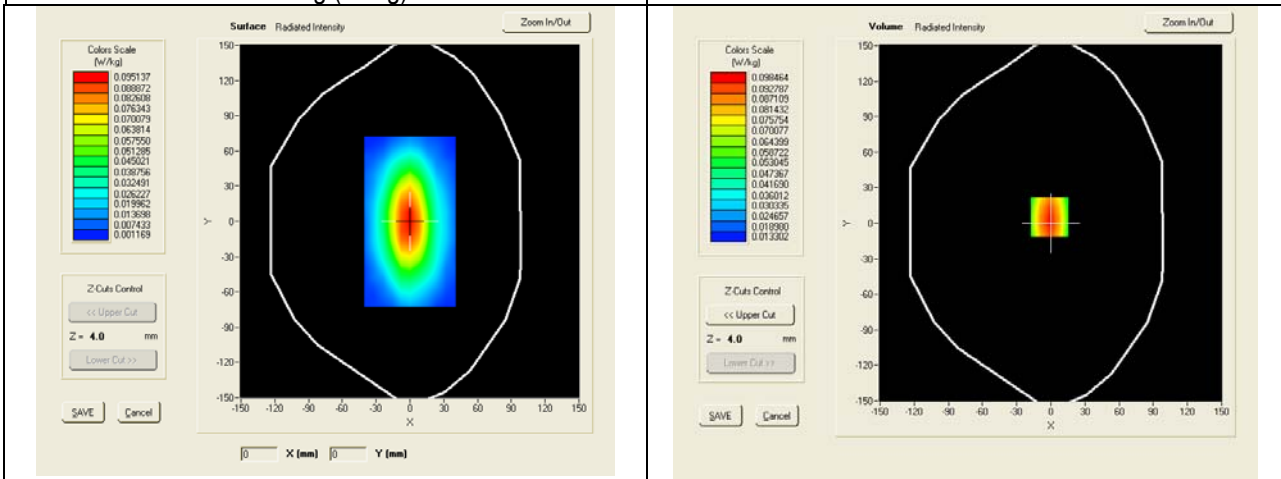 Surface Radiated Intensity
Zoom In/Out
Colors Scale
(W/kg)
0.095137
0.088872
0.082608
0.076343
0.070079
0.063814
0.057550
0.051285
0.045021
0.038756
0.032491
0.026227
0.019962
0.013698
0.007433
0.001169
Z-Cuts Control
<< Upper Cut
Z = 4.0 mm
Lower Cut >>
SAVE Cancel
150
120
90
60
30
0
-30
-60
-90
-120
-150
Y
-150 -120 -90 -60 -30 0 30 60 90 120 150
X
0 X (mm) 0 Y (mm)
Volume Radiated Intensity
Zoom In/Out
Colors Scale
(W/kg)
0.098464
0.092787
0.087109
0.081432
0.075754
0.070077
0.064399
0.058722
0.053045
0.047367
0.041690
0.036012
0.030335
0.024657
0.018980
0.013302
Z-Cuts Control
<< Upper Cut
Z = 4.0 mm
Lower Cut >>
SAVE Cancel
150
120
90
60
30
0
-30
-60
-90
-120
-150
Y
-150 -120 -90 -60 -30 0 30 60 90 120 150
X